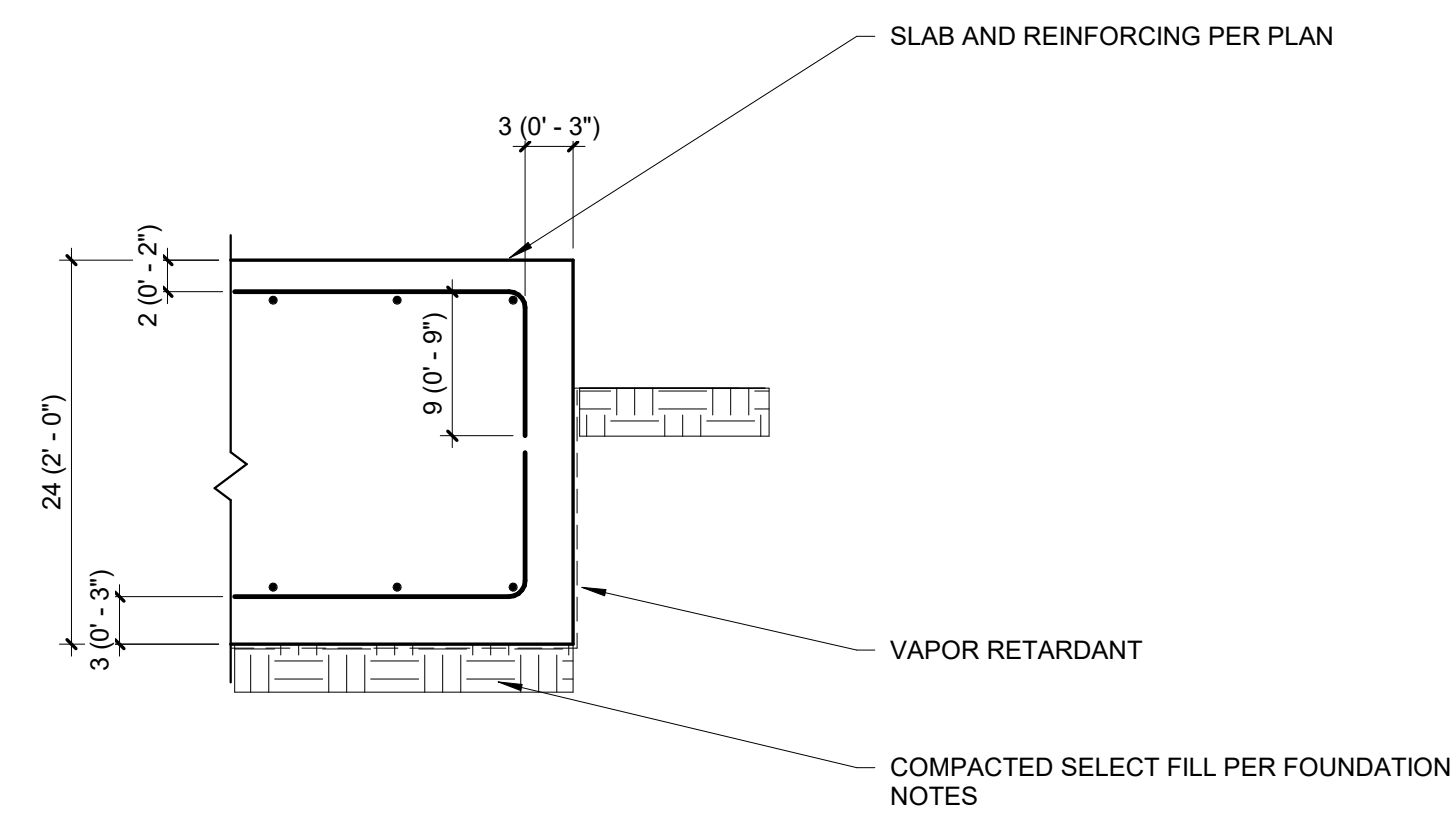 SLAB AND REINFORCING PER PLAN
3 (0' - 3")
2 (0' - 2")
9 (0' - 9")
24 (2' - 0")
3 (0' - 3")
VAPOR RETARDANT
COMPACTED SELECT FILL PER FOUNDATION
NOTES